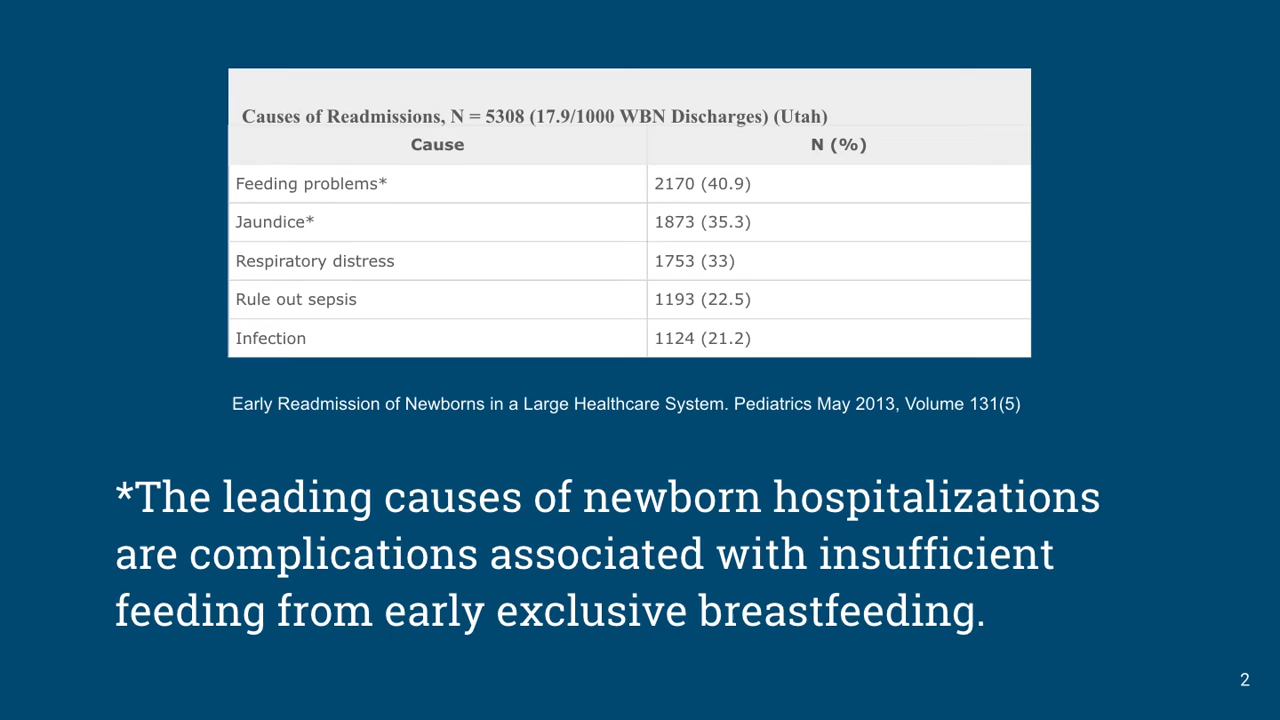 Causes of Readmissions, N = 5308 (17.9/1000 WBN Discharges) (Utah)
Cause N (%)
Feeding problems* 2170 (40.9)
Jaundice* 1873 (35.3)
Respiratory distress 1753 (33)
Rule out sepsis 1193 (22.5)
Infection 1124 (21.2)
Early Readmission of Newborns in a Large Healthcare System. Pediatrics May 2013, Volume 131(5)
*The leading causes of newborn hospitalizations
are complications associated with insufficient
feeding from early exclusive breastfeeding.
2